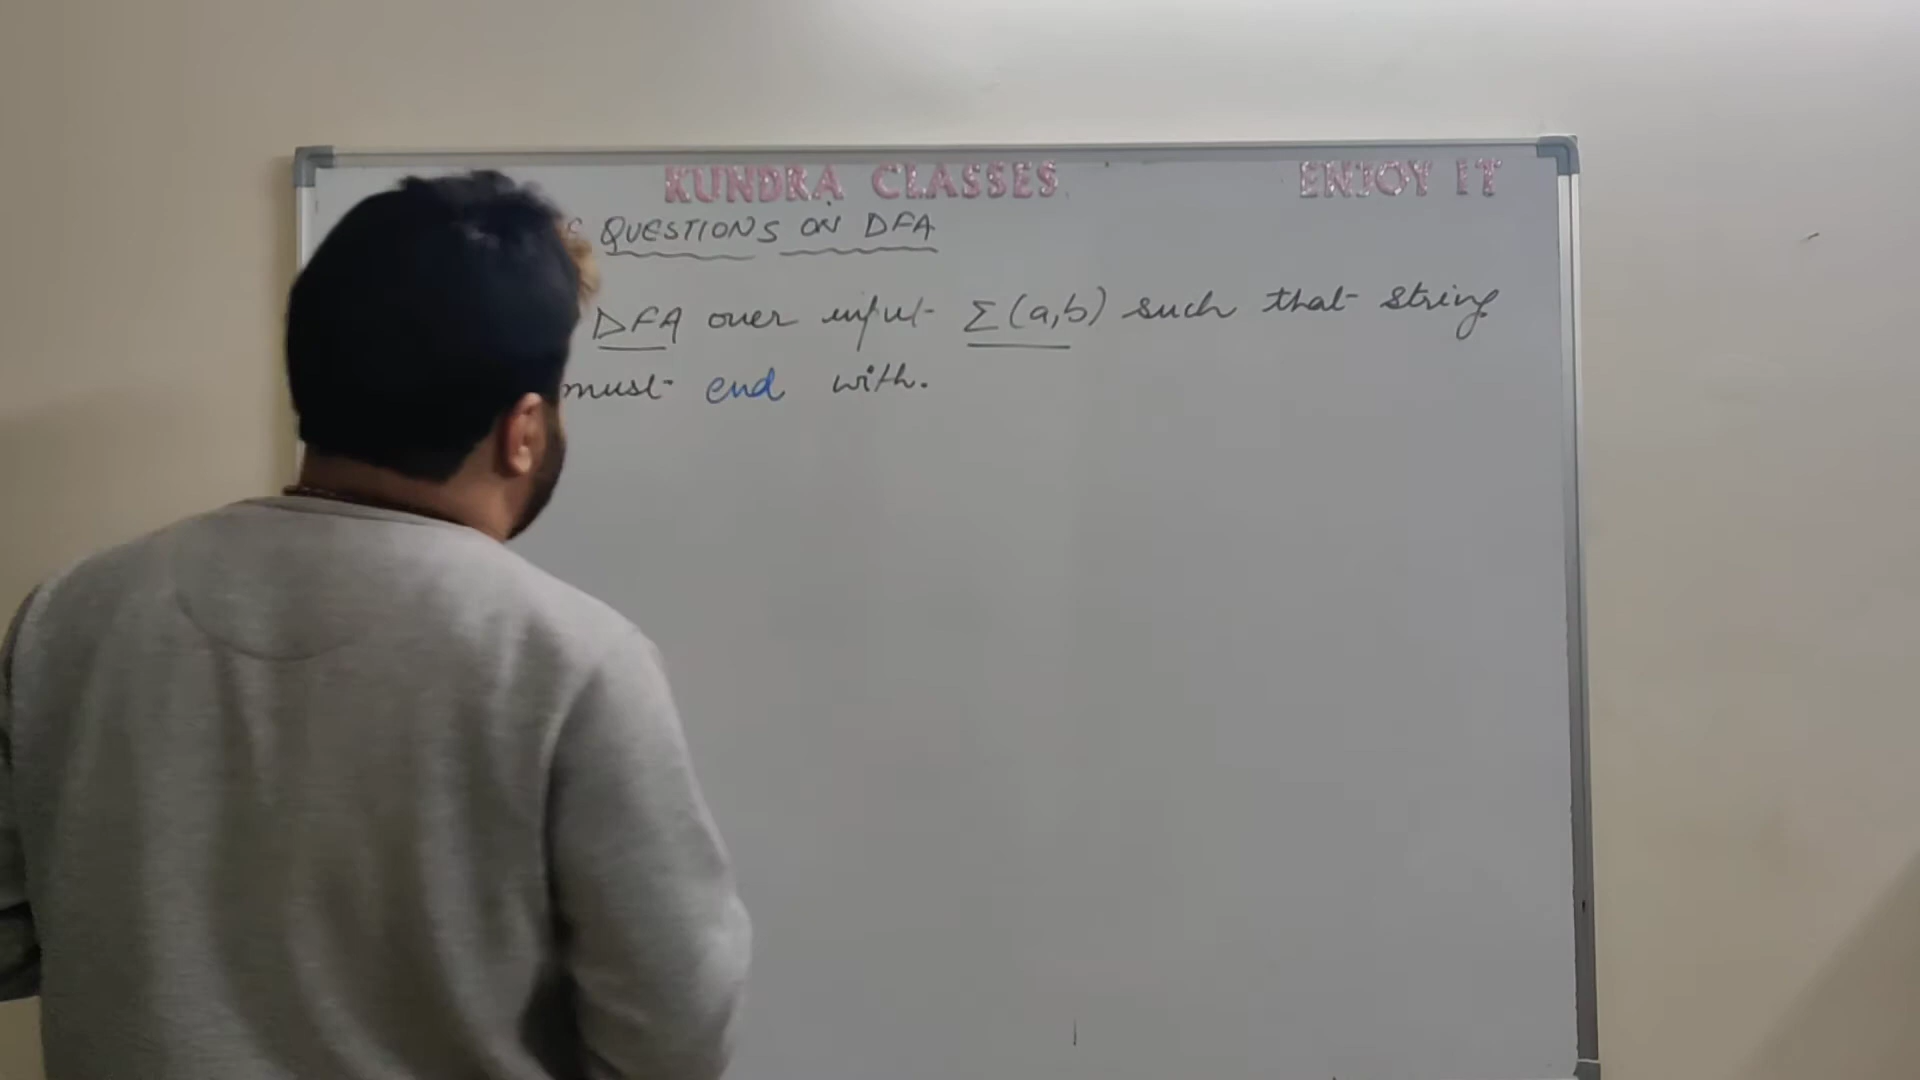 KUNDRA CLASSES ENJOY IT
QUESTIONS ON DFA
DFA over input Σ(a,b) such that string
must end with.